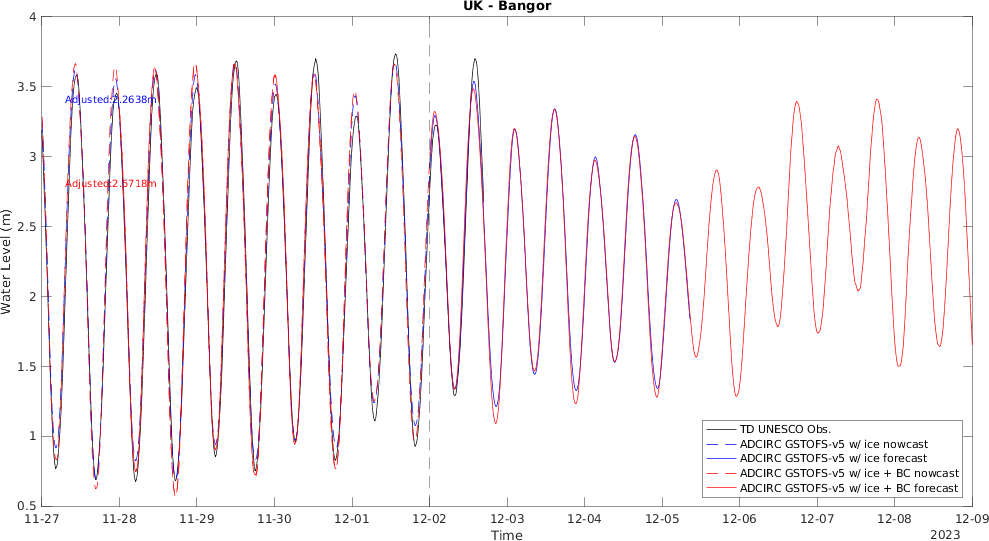 UK - Bangor
4
3.5
3
2.5
2
1.5
1
0.5
Water Level (m)
Adjusted:2.2638m
Adjusted:2.5718m
TD UNESCO Obs.
ADCIRC GSTOFS-v5 w/ ice nowcast
ADCIRC GSTOFS-v5 w/ ice forecast
ADCIRC GSTOFS-v5 w/ ice + BC nowcast
ADCIRC GSTOFS-v5 w/ ice + BC forecast
11-27 11-28 11-29 11-30 12-01 12-02 12-03 12-04 12-05 12-06 12-07 12-08 12-09
Time
2023